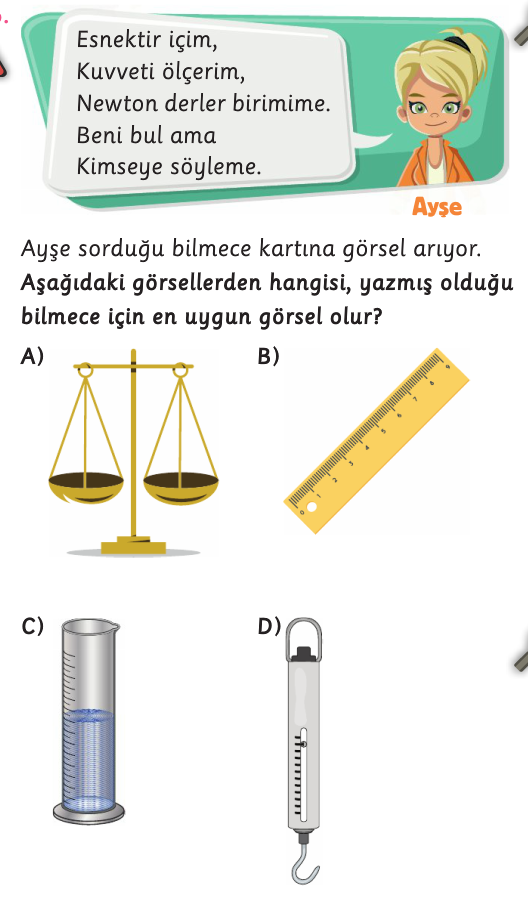 Esnektir içim,
Kuvveti ölçerim,
Newton derler birimime.
Beni bul ama
Kimseye söyleme.
Ayşe
Ayşe sorduğu bilmece kartına görsel arıyor.
Aşağıdaki görsellerden hangisi, yazmış olduğu
bilmece için en uygun görsel olur?
A)
B)
0 1 2 3 4 5 6 7 8 9
C)
D)